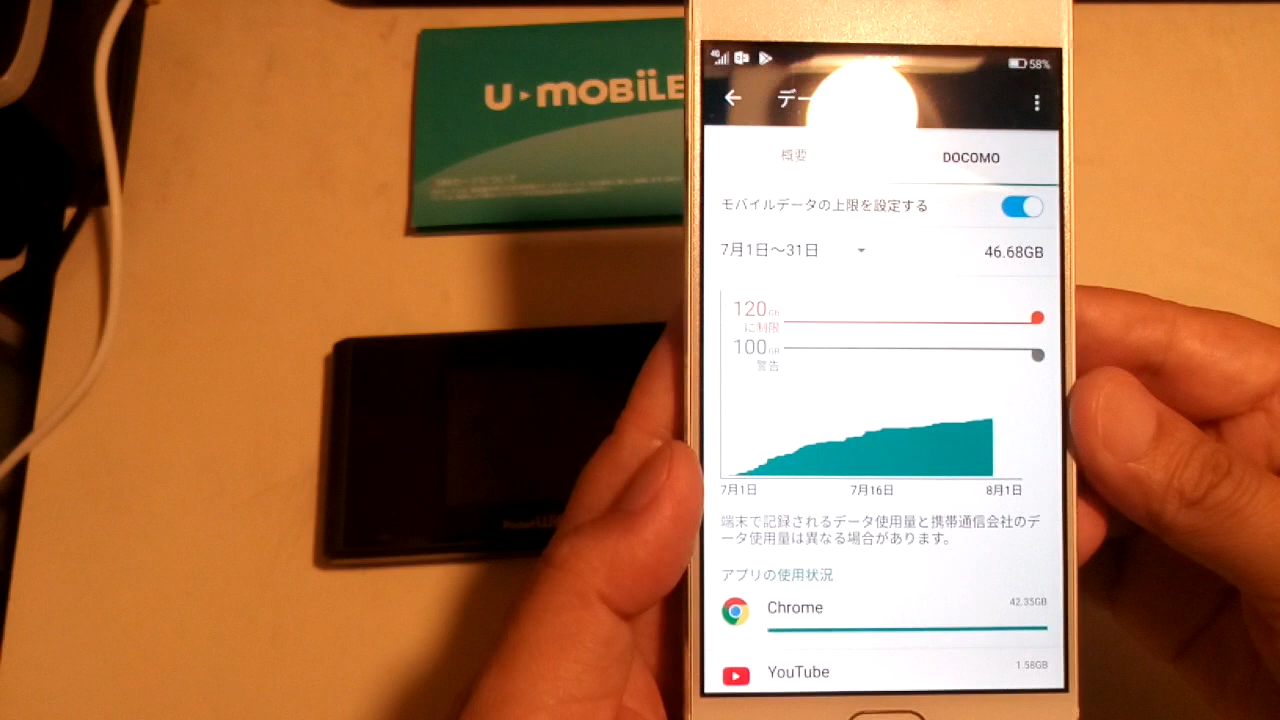 U-MOBILE
4G
58%
デー
概要
DOCOMO
モバイルデータの上限を設定する
7月1日～31日
46.68GB
120GB
に制限
100GB
警告
7月1日
7月16日
8月1日
端末で記録されるデータ使用量と携帯通信会社のデ
ータ使用量は異なる場合があります。
アプリの使用状況
Chrome
42.35GB
YouTube
1.58GB